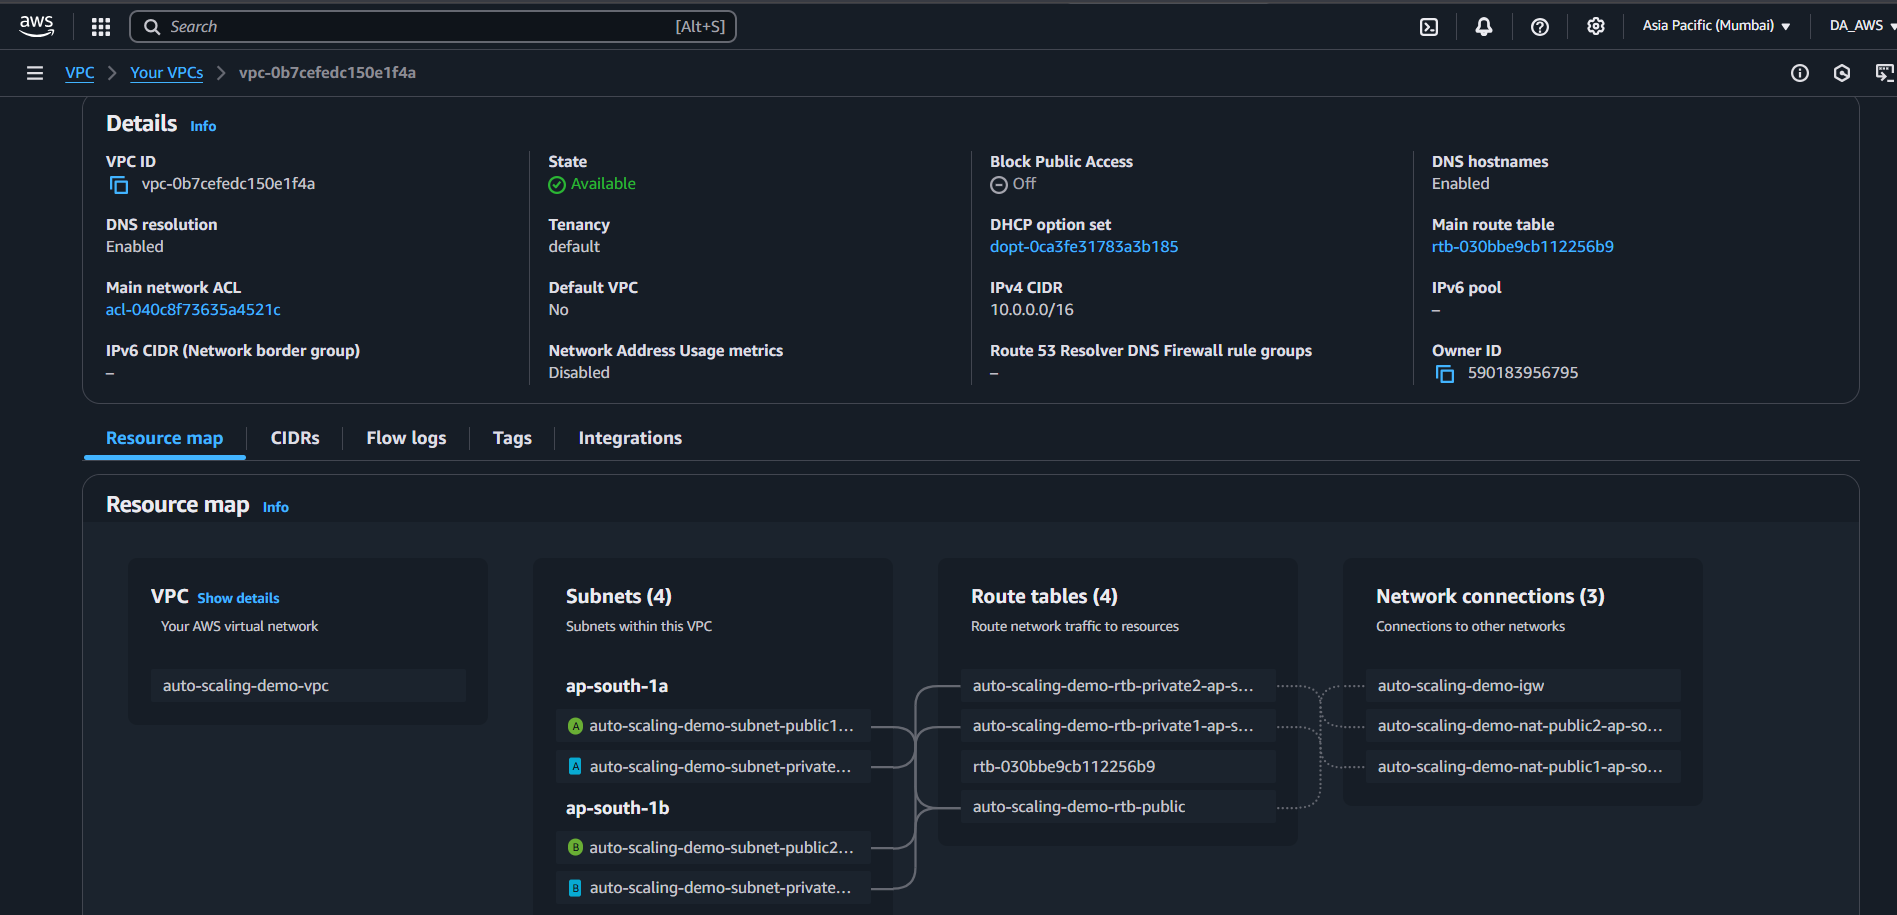 aws
Search [Alt+S]
Asia Pacific (Mumbai)
DA_AWS
VPC
Your VPCs
vpc-0b7cefedc150e1f4a
Details Info
VPC ID
vpc-0b7cefedc150e1f4a
State
Available
Block Public Access
Off
DNS hostnames
Enabled
DNS resolution
Enabled
Tenancy
default
DHCP option set
dopt-0ca3fe31783a3b185
Main route table
rtb-030bbe9cb112256b9
Main network ACL
acl-040c8f73635a4521c
Default VPC
No
IPv4 CIDR
10.0.0.0/16
IPv6 pool
–
IPv6 CIDR (Network border group)
–
Network Address Usage metrics
Disabled
Route 53 Resolver DNS Firewall rule groups
–
Owner ID
590183956795
Resource map
CIDRs
Flow logs
Tags
Integrations
Resource map Info
VPC Show details
Your AWS virtual network
auto-scaling-demo-vpc
Subnets (4)
Subnets within this VPC
ap-south-1a
A auto-scaling-demo-subnet-public1...
A auto-scaling-demo-subnet-private...
ap-south-1b
B auto-scaling-demo-subnet-public2...
B auto-scaling-demo-subnet-private...
Route tables (4)
Route network traffic to resources
auto-scaling-demo-rtb-private2-ap-s...
auto-scaling-demo-rtb-private1-ap-s...
rtb-030bbe9cb112256b9
auto-scaling-demo-rtb-public
Network connections (3)
Connections to other networks
auto-scaling-demo-igw
auto-scaling-demo-nat-public2-ap-so...
auto-scaling-demo-nat-public1-ap-so...